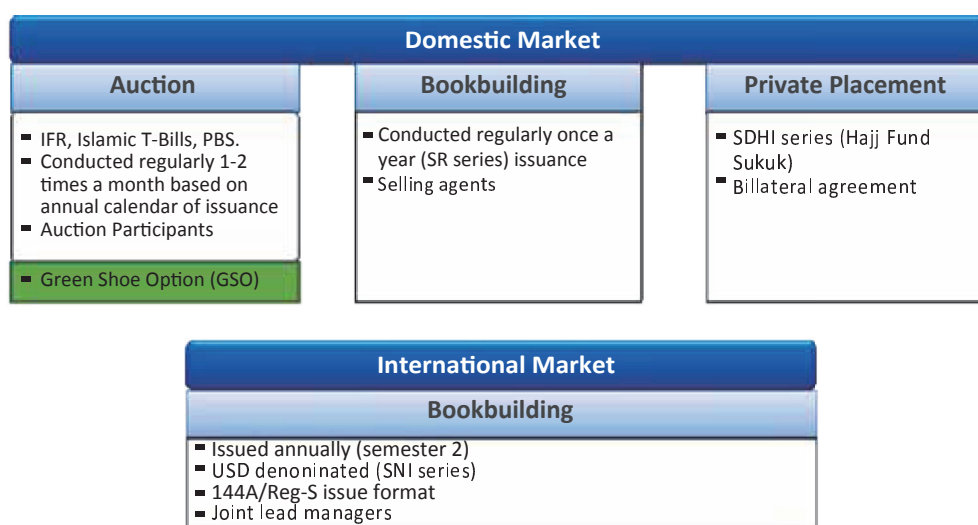 Domestic Market
Auction
▪ IFR, Islamic T-Bills, PBS.
▪ Conducted regularly 1-2
times a month based on
annual calendar of issuance
▪ Auction Participants
▪ Green Shoe Option (GSO)
Bookbuilding
▪ Conducted regularly once a
year (SR series) issuance
▪ Selling agents
Private Placement
▪ SDHI series (Hajj Fund
Sukuk)
▪ Billateral agreement
International Market
Bookbuilding
▪ Issued annually (semester 2)
▪ USD denoninated (SNI series)
▪ 144A/Reg-S issue format
▪ Joint lead managers